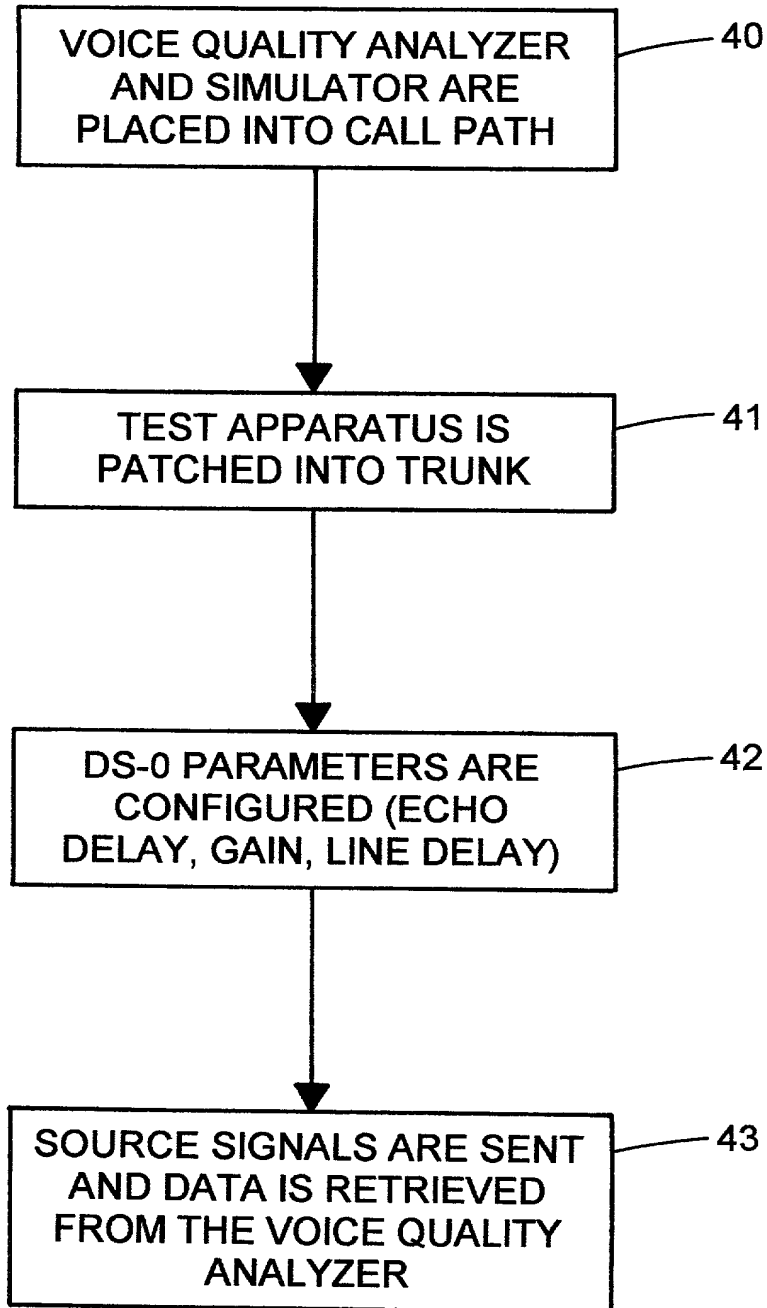 VOICE QUALITY ANALYZER
AND SIMULATOR ARE
PLACED INTO CALL PATH
40
TEST APPARATUS IS
PATCHED INTO TRUNK
41
DS-0 PARAMETERS ARE
CONFIGURED (ECHO
DELAY, GAIN, LINE DELAY)
42
SOURCE SIGNALS ARE SENT
AND DATA IS RETRIEVED
FROM THE VOICE QUALITY
ANALYZER
43